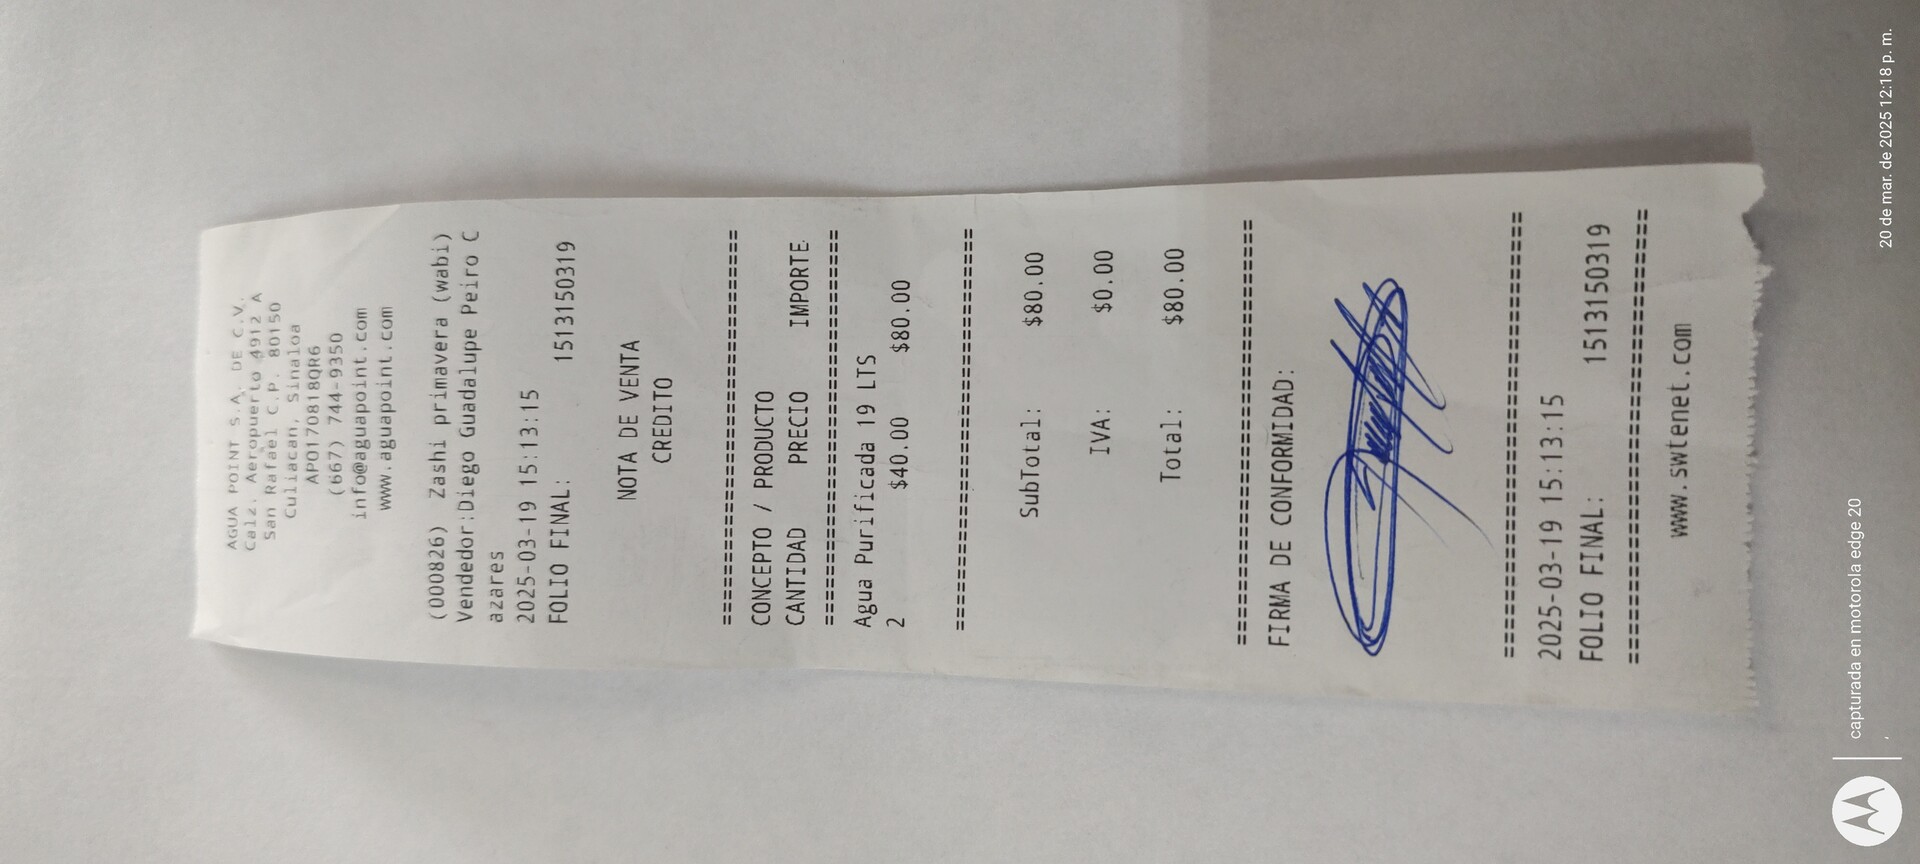 AGUA POINT S.A. DE C.V.
Calz. Aeropuerto 4912 A
San Rafael C.P. 80150
Culiacan, Sinaloa
APO170818QR6
(667) 744-9350
info@aguapoint.com
www.aguapoint.com
(000826) Zashi primavera (wabi)
Vendedor:Diego Guadalupe Peiro C
azares
2025-03-19 15:13:15
FOLIO FINAL: 1513150319
NOTA DE VENTA
CREDITO
================================
CONCEPTO / PRODUCTO
CANTIDAD PRECIO IMPORTE
================================
Agua Purificada 19 LTS
2 $40.00 $80.00
================================
SubTotal: $80.00
IVA: $0.00
Total: $80.00
================================
FIRMA DE CONFORMIDAD:
================================
2025-03-19 15:13:15
FOLIO FINAL: 1513150319
================================
www.swtenet.com
capturada en motorola edge 20
20 de mar. de 2025 12:18 p. m.